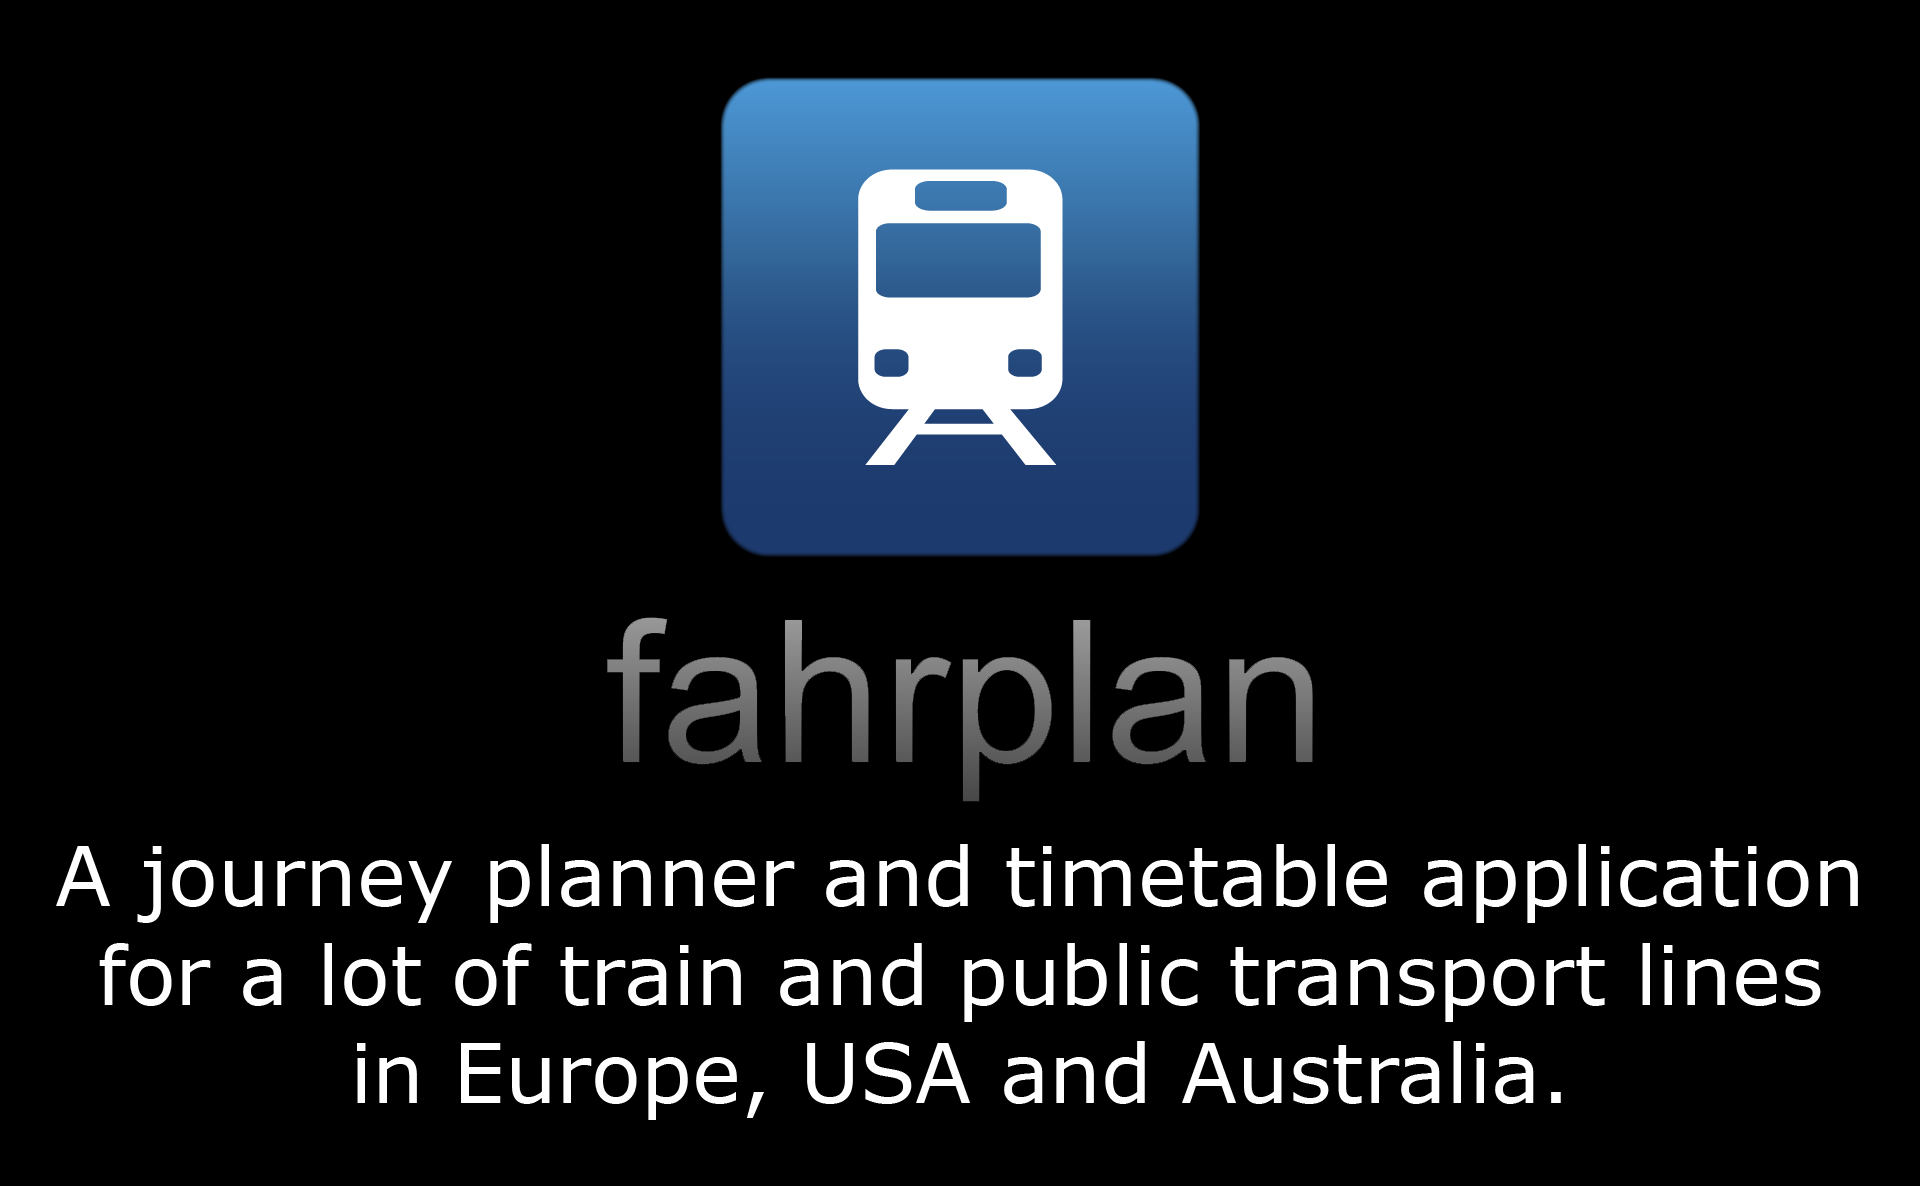 fahrplan
A journey planner and timetable application
for a lot of train and public transport lines
in Europe, USA and Australia.